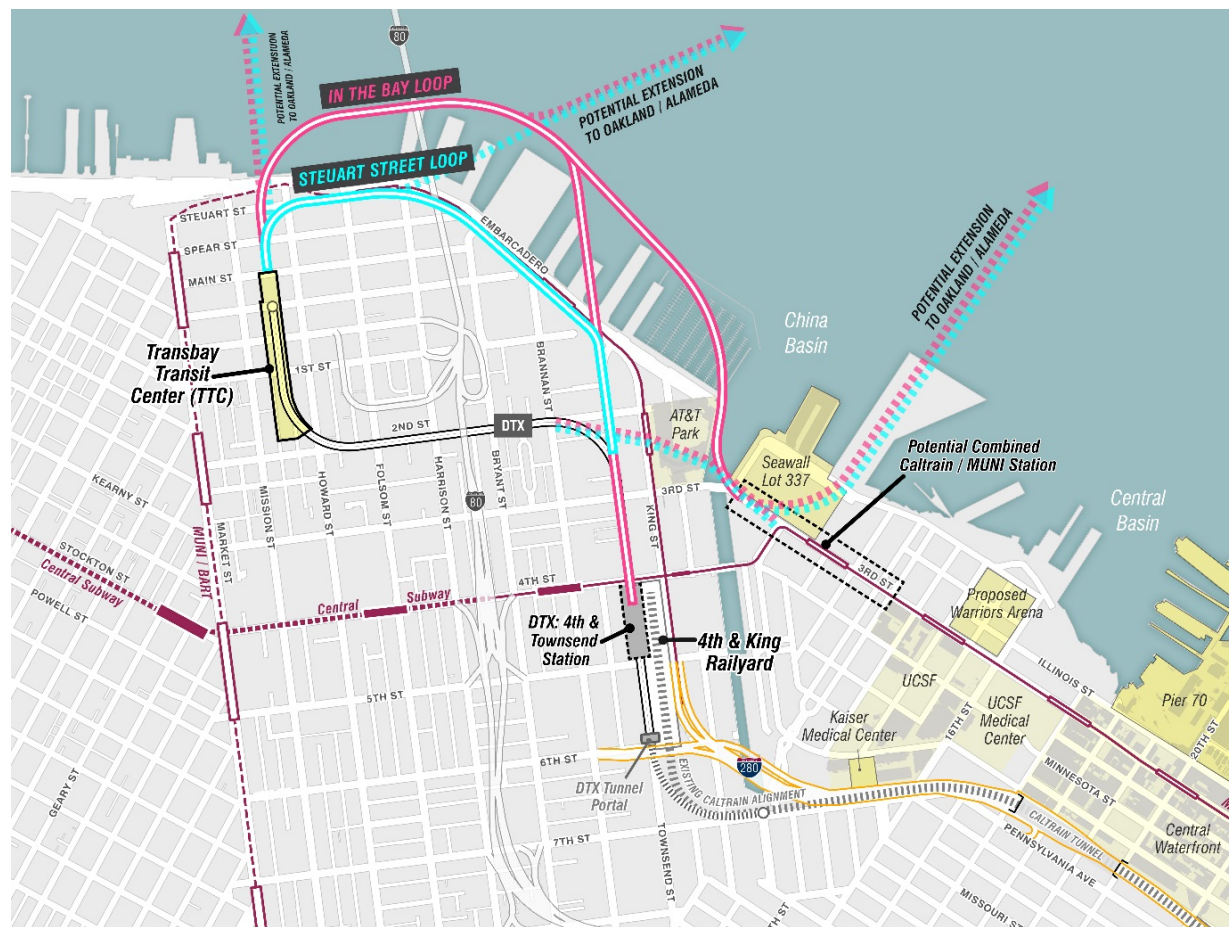 POTENTIAL EXTENSIUON
TO OAKLAND / ALAMEDA
80
IN THE BAY LOOP
POTENTIAL EXTENSION
TO OAKLAND / ALAMEDA
STEUART STREET LOOP
STEUART ST
SPEAR ST
MAIN ST
EMBARCADERO
POTENTIAL EXTENSION
TO OAKLAND / ALAMEDA
China
Basin
Transbay
Transit
Center (TTC)
1ST ST
BRANNAN ST
2ND ST
DTX
AT&T
Park
Seawall
Lot 337
Potential Combined
Caltrain / MUNI Station
Central
Basin
KEARNY ST
STOCKTON ST
POWELL ST
Central Subway
MARKET ST
MUNI / BART
MISSION ST
HOWARD ST
FOLSOM ST
HARRISON ST
80
BRYANT ST
3RD ST
KING ST
3RD ST
4TH ST
Central
Subway
Proposed
Warriors Arena
DTX: 4th &
Townsend
Station
4th & King
Railyard
5TH ST
UCSF
ILLINOIS ST
Pier 70
Kaiser
Medical Center
16TH ST
UCSF
Medical
Center
20TH ST
6TH ST
DTX Tunnel
Portal
280
EXISTING CALTRAIN ALIGNMENT
MINNESOTA ST
GEARY ST
7TH ST
TOWNSEND ST
CALTRAIN TUNNEL
PENNSYLVANIA AVE
Central
Waterfront
MISSOURI ST